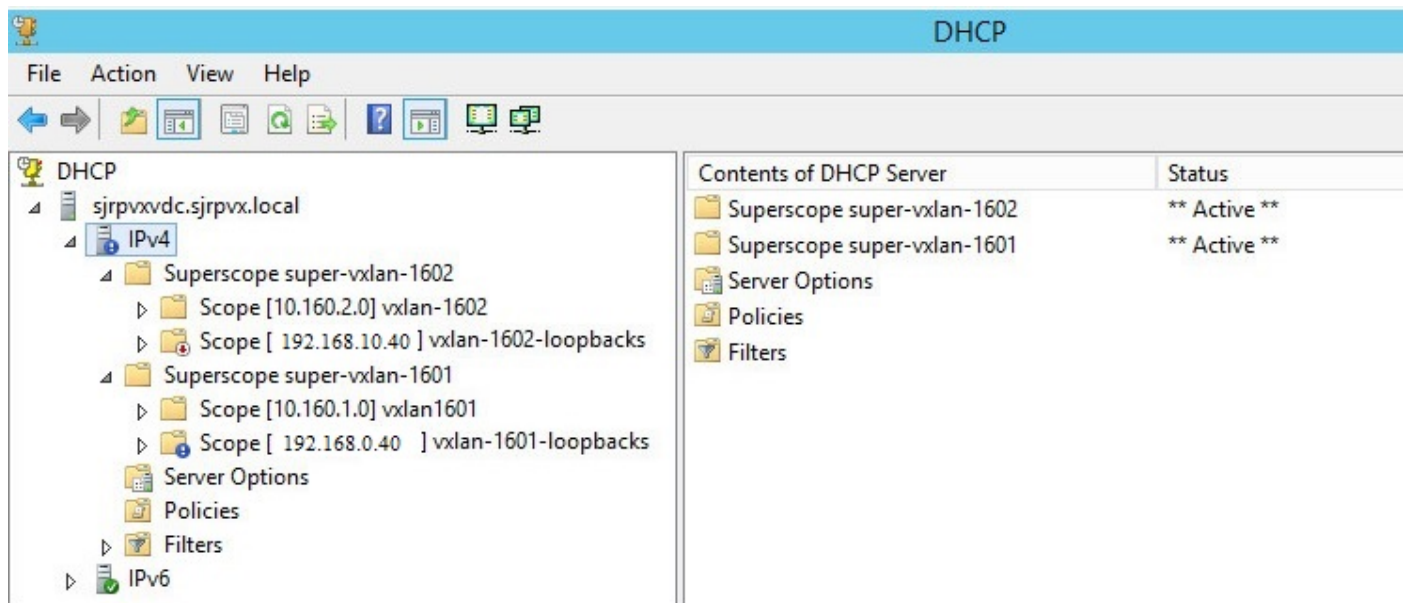 DHCP
File Action View Help
DHCP
sjrpvxvdc.sjrpvx.local
IPv4
Superscope super-vxlan-1602
Scope [10.160.2.0] vxlan-1602
Scope [ 192.168.10.40 ] vxlan-1602-loopbacks
Superscope super-vxlan-1601
Scope [10.160.1.0] vxlan1601
Scope [ 192.168.0.40 ] vxlan-1601-loopbacks
Server Options
Policies
Filters
IPv6
Contents of DHCP Server Status
Superscope super-vxlan-1602 ** Active **
Superscope super-vxlan-1601 ** Active **
Server Options
Policies
Filters